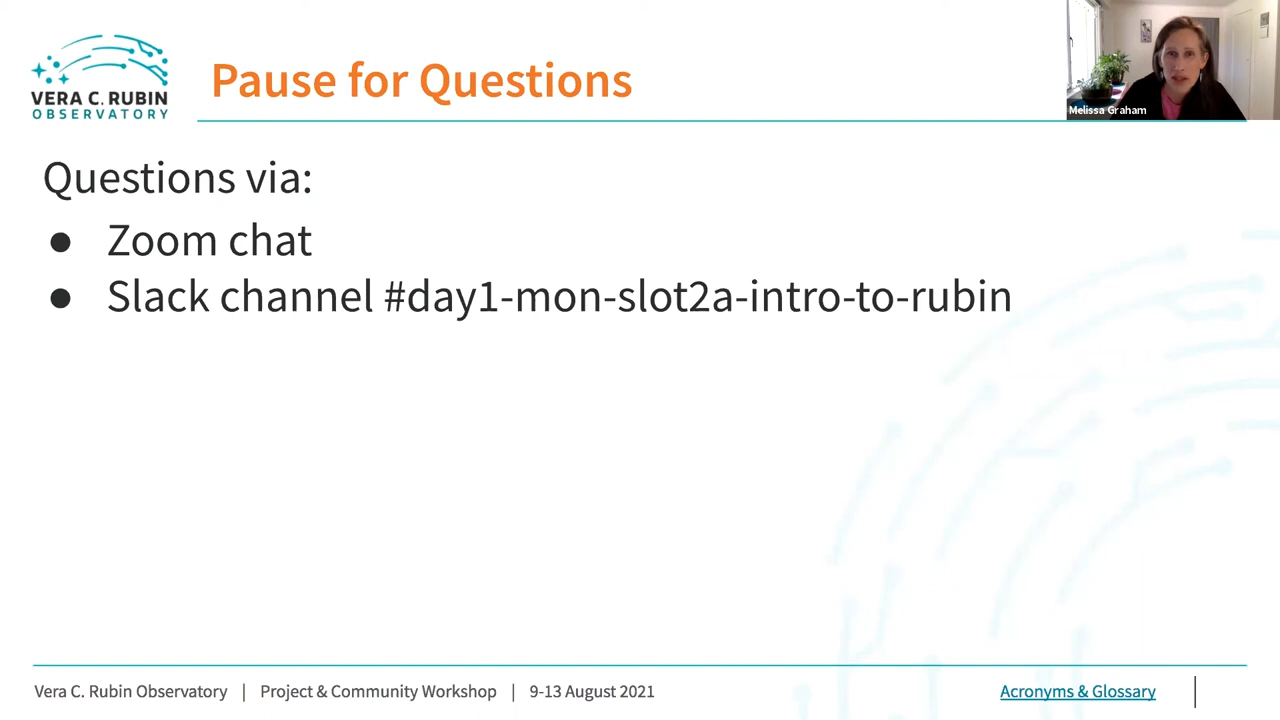 VERA C. RUBIN
OBSERVATORY
Pause for Questions
Melissa Graham
Questions via:
● Zoom chat
● Slack channel #day1-mon-slot2a-intro-to-rubin
Vera C. Rubin Observatory | Project & Community Workshop | 9-13 August 2021
Acronyms & Glossary |